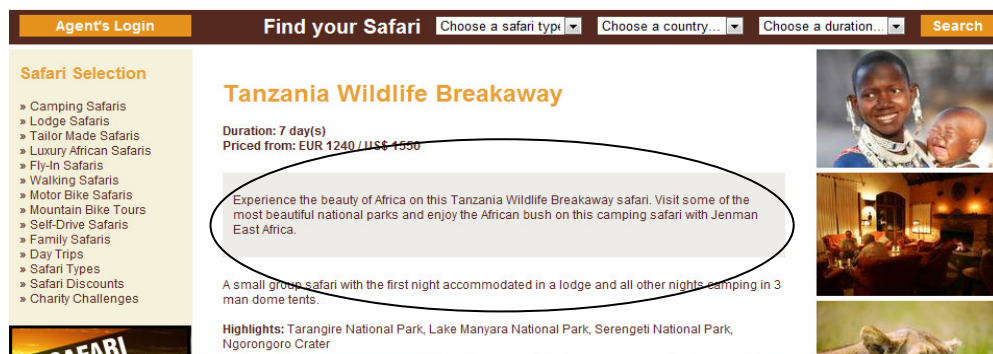 Agent's Login
Find your Safari
Choose a safari type
Choose a country...
Choose a duration...
Search
Safari Selection
» Camping Safaris
» Lodge Safaris
» Tailor Made Safaris
» Luxury African Safaris
» Fly-In Safaris
» Walking Safaris
» Motor Bike Safaris
» Mountain Bike Tours
» Self-Drive Safaris
» Family Safaris
» Day Trips
» Safari Types
» Safari Discounts
» Charity Challenges
SAFARI
Tanzania Wildlife Breakaway
Duration: 7 day(s)
Priced from: EUR 1240 / US$ 1550
Experience the beauty of Africa on this Tanzania Wildlife Breakaway safari. Visit some of the
most beautiful national parks and enjoy the African bush on this camping safari with Jenman
East Africa.
A small group safari with the first night accommodated in a lodge and all other nights camping in 3
man dome tents.
Highlights: Tarangire National Park, Lake Manyara National Park, Serengeti National Park,
Ngorongoro Crater